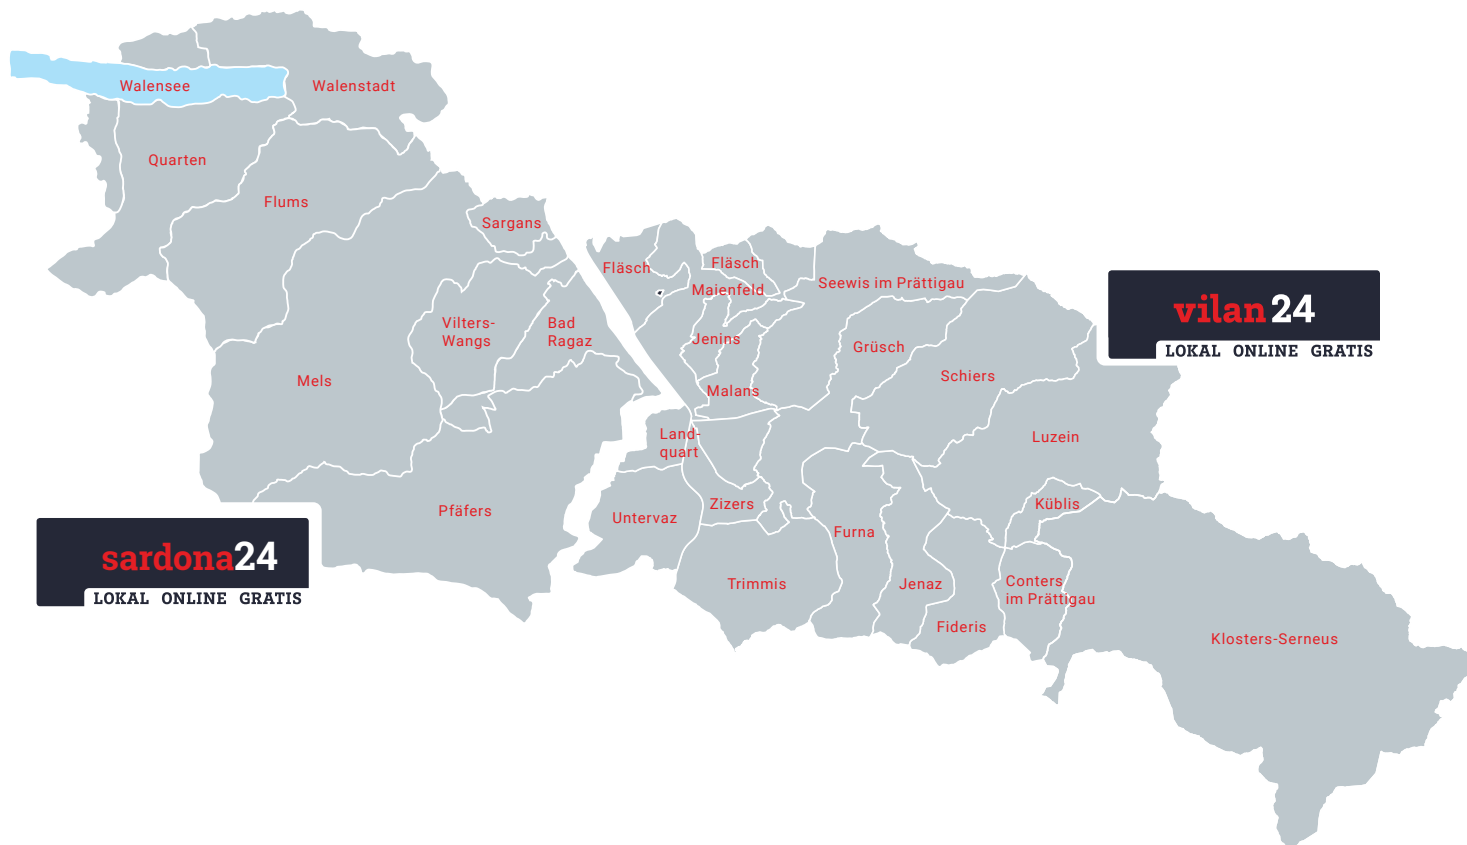 Walensee
Walenstadt
Quarten
Flums
Sargans
Fläsch
Fläsch
Maienfeld
Seewis im Prättigau
vilan24
LOKAL ONLINE GRATIS
Vilters-
Wangs
Bad
Ragaz
Jenins
Grüsch
Mels
Malans
Schiers
Land-
quart
Luzein
Pfäfers
Untervaz
Zizers
Küblis
Furna
sardona24
LOKAL ONLINE GRATIS
Trimmis
Jenaz
Conters
im Prättigau
Fideris
Klosters-Serneus